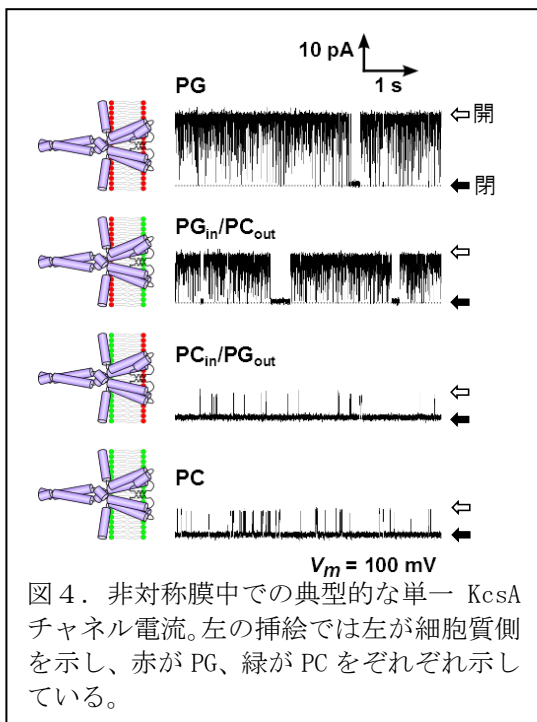 10 pA
1 s
PG
開
閉
PGin/PCout
PCin/PGout
PC
Vm = 100 mV
図４. 非対称膜中での典型的な単一 KcsA
チャネル電流。左の挿絵では左が細胞質側
を示し、赤が PG、緑が PC をぞれぞれ示し
ている。